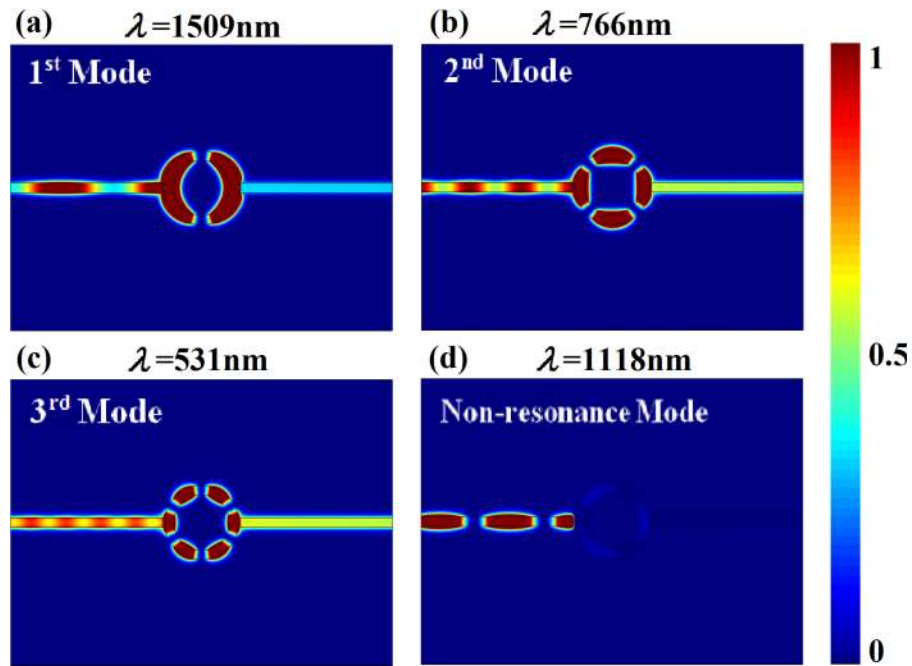 (a) λ=1509nm
1st Mode
(b) λ=766nm
2nd Mode
(c) λ=531nm
3rd Mode
(d) λ=1118nm
Non-resonance Mode
1
0.5
0